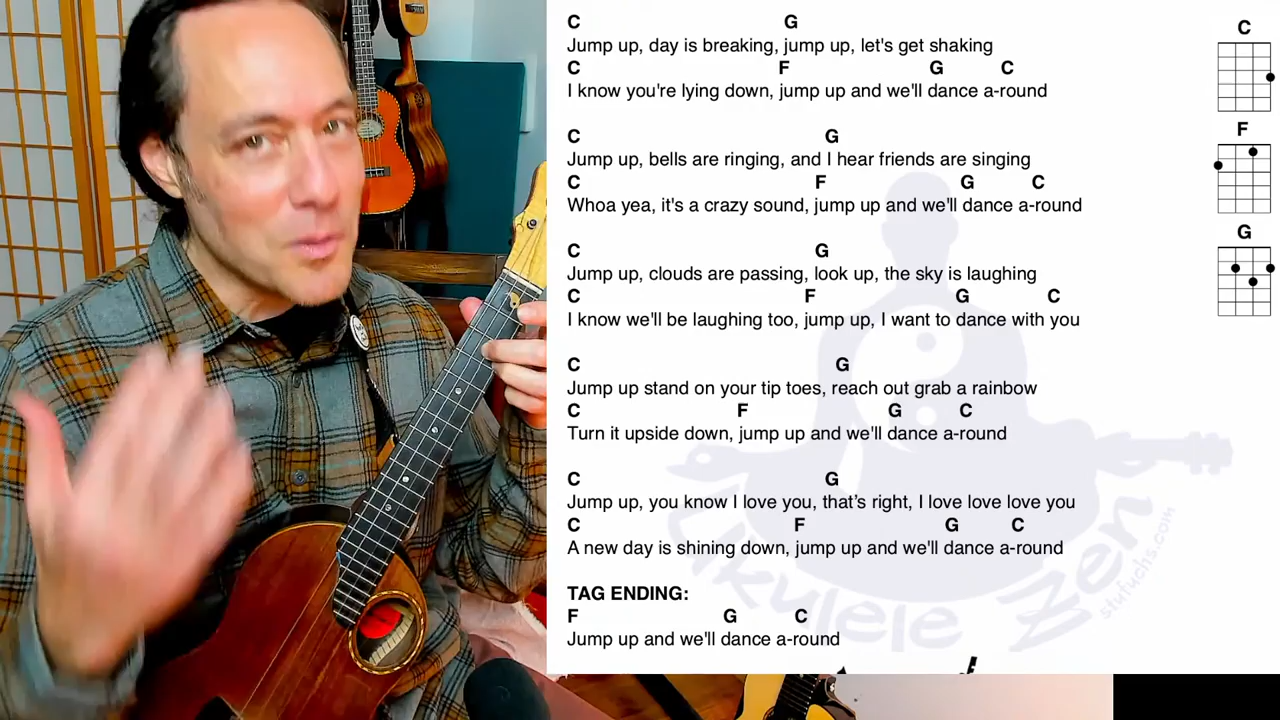 C G
Jump up, day is breaking, jump up, let's get shaking
C F G C
I know you're lying down, jump up and we'll dance a-round
C G
Jump up, bells are ringing, and I hear friends are singing
C F G C
Whoa yea, it's a crazy sound, jump up and we'll dance a-round
C G
Jump up, clouds are passing, look up, the sky is laughing
C F G C
I know we'll be laughing too, jump up, I want to dance with you
C G
Jump up stand on your tip toes, reach out grab a rainbow
C F G C
Turn it upside down, jump up and we'll dance a-round
C G
Jump up, you know I love you, that’s right, I love love love you
C F G C
A new day is shining down, jump up and we'll dance a-round
TAG ENDING:
F G C
Jump up and we'll dance a-round
C
F
G
Ukulele Zen
stufuchs.com